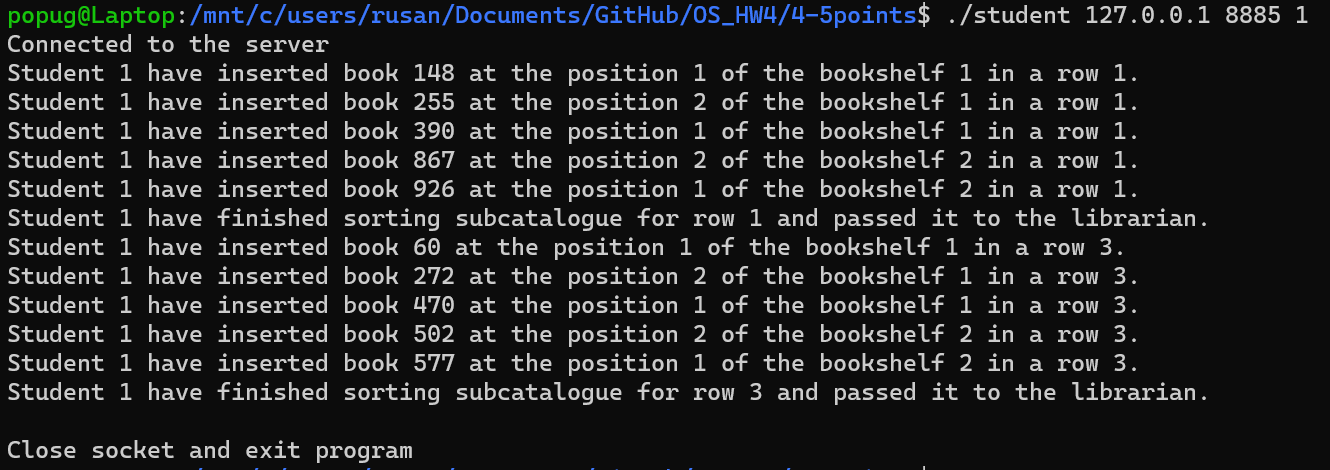 popug@Laptop:/mnt/c/users/rusan/Documents/GitHub/OS_HW4/4-5points$ ./student 127.0.0.1 8885 1
Connected to the server
Student 1 have inserted book 148 at the position 1 of the bookshelf 1 in a row 1.
Student 1 have inserted book 255 at the position 2 of the bookshelf 1 in a row 1.
Student 1 have inserted book 390 at the position 1 of the bookshelf 1 in a row 1.
Student 1 have inserted book 867 at the position 2 of the bookshelf 2 in a row 1.
Student 1 have inserted book 926 at the position 1 of the bookshelf 2 in a row 1.
Student 1 have finished sorting subcatalogue for row 1 and passed it to the librarian.
Student 1 have inserted book 60 at the position 1 of the bookshelf 1 in a row 3.
Student 1 have inserted book 272 at the position 2 of the bookshelf 1 in a row 3.
Student 1 have inserted book 470 at the position 1 of the bookshelf 1 in a row 3.
Student 1 have inserted book 502 at the position 2 of the bookshelf 2 in a row 3.
Student 1 have inserted book 577 at the position 1 of the bookshelf 2 in a row 3.
Student 1 have finished sorting subcatalogue for row 3 and passed it to the librarian.
Close socket and exit program